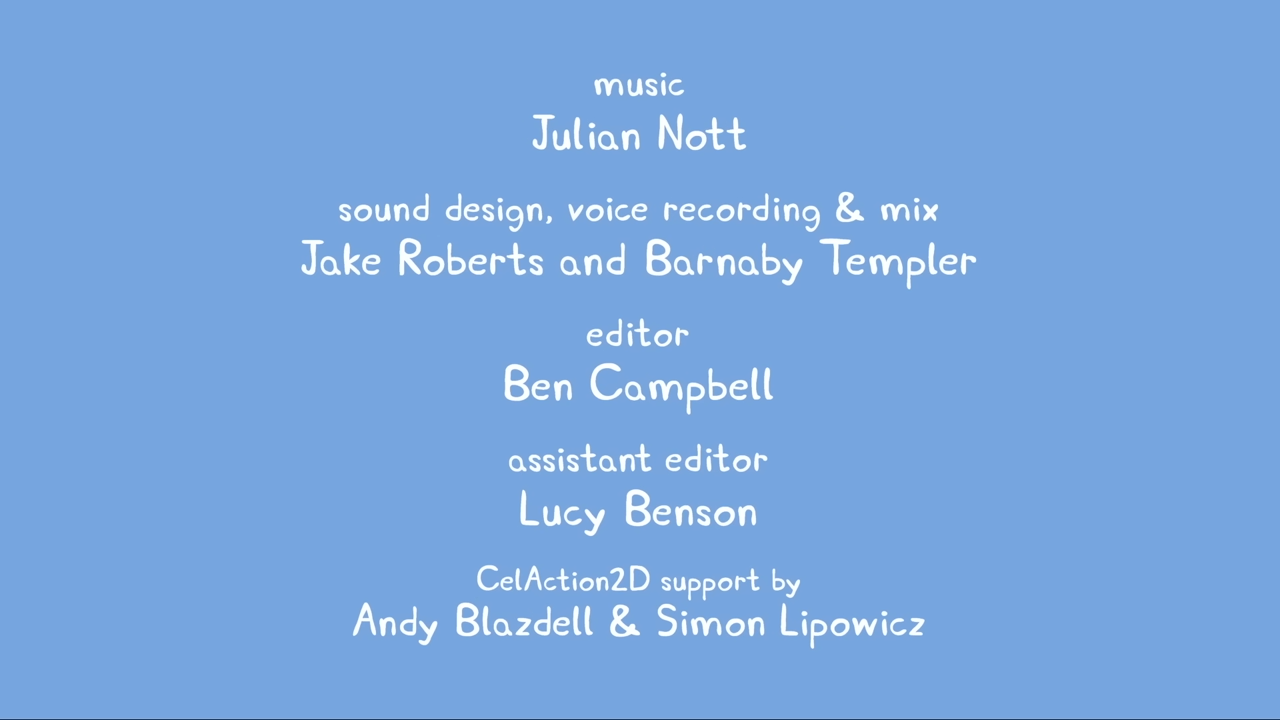 music
Julian Nott
sound design, voice recording & mix
Jake Roberts and Barnaby Templer
editor
Ben Campbell
assistant editor
Lucy Benson
CelAction2D support by
Andy Blazdell & Simon Lipowicz